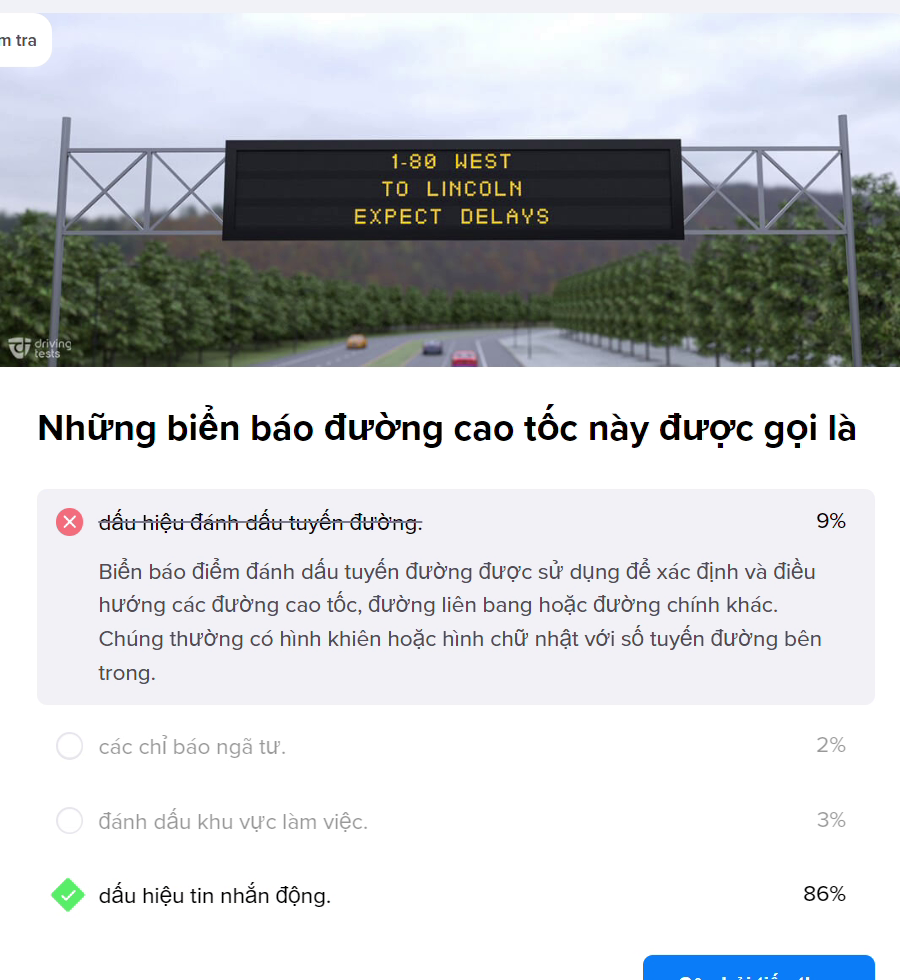 m tra
1-80 WEST
TO LINCOLN
EXPECT DELAYS
driving
tests
Những biển báo đường cao tốc này được gọi là
dấu hiệu đánh dấu tuyến đường. 9%
Biển báo điểm đánh dấu tuyến đường được sử dụng để xác định và điều
hướng các đường cao tốc, đường liên bang hoặc đường chính khác.
Chúng thường có hình khiên hoặc hình chữ nhật với số tuyến đường bên
trong.
các chỉ báo ngã tư. 2%
đánh dấu khu vực làm việc. 3%
dấu hiệu tin nhắn động. 86%